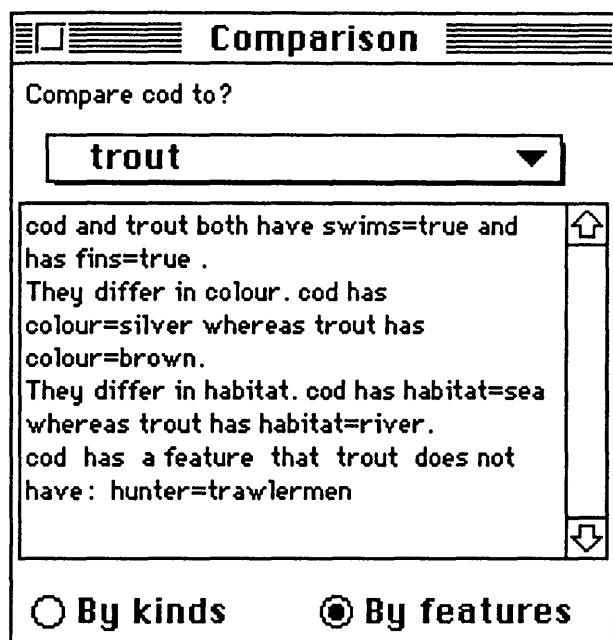 Comparison
Compare cod to?
trout
cod and trout both have swims=true and
has fins=true .
They differ in colour. cod has
colour=silver whereas trout has
colour=brown.
They differ in habitat. cod has habitat=sea
whereas trout has habitat=river.
cod has a feature that trout does not
have: hunter=trawlermen
By kinds By features